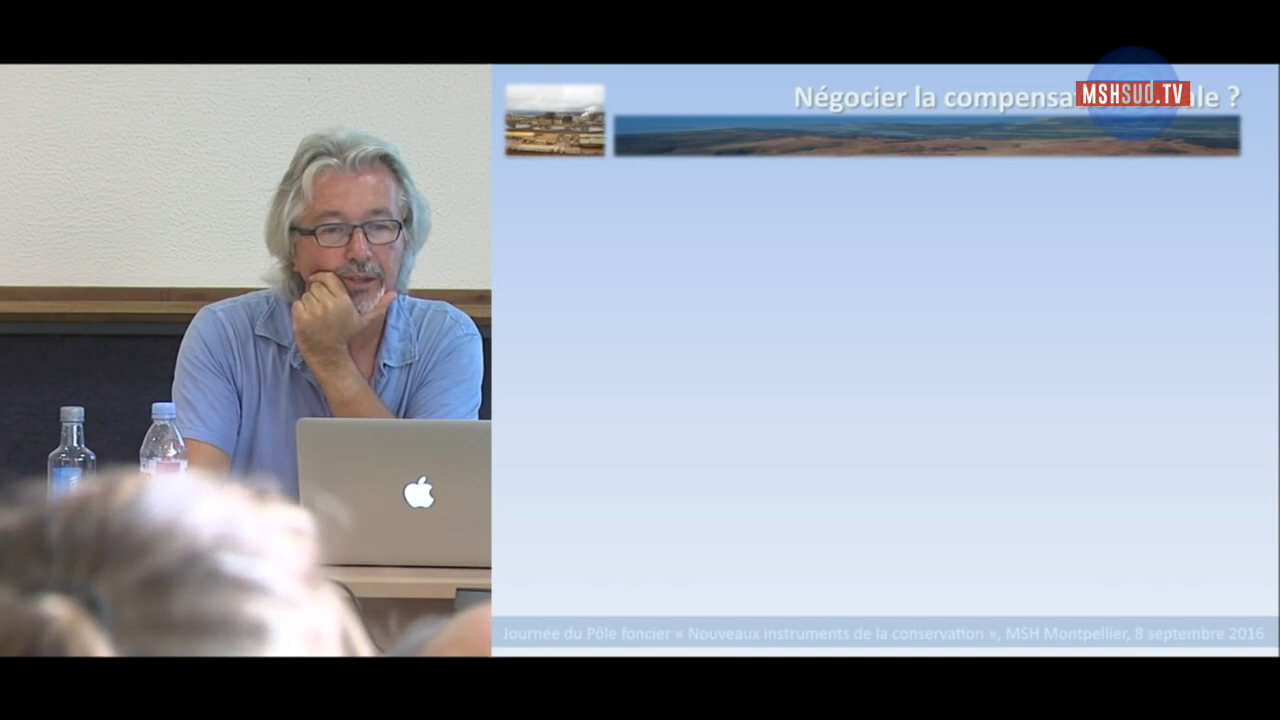 Négocier la compensa
ale ?
MSHSUD.TV
Journée du Pôle foncier « Nouveaux instruments de la conservation », MSH Montpellier, 8 septembre 2016